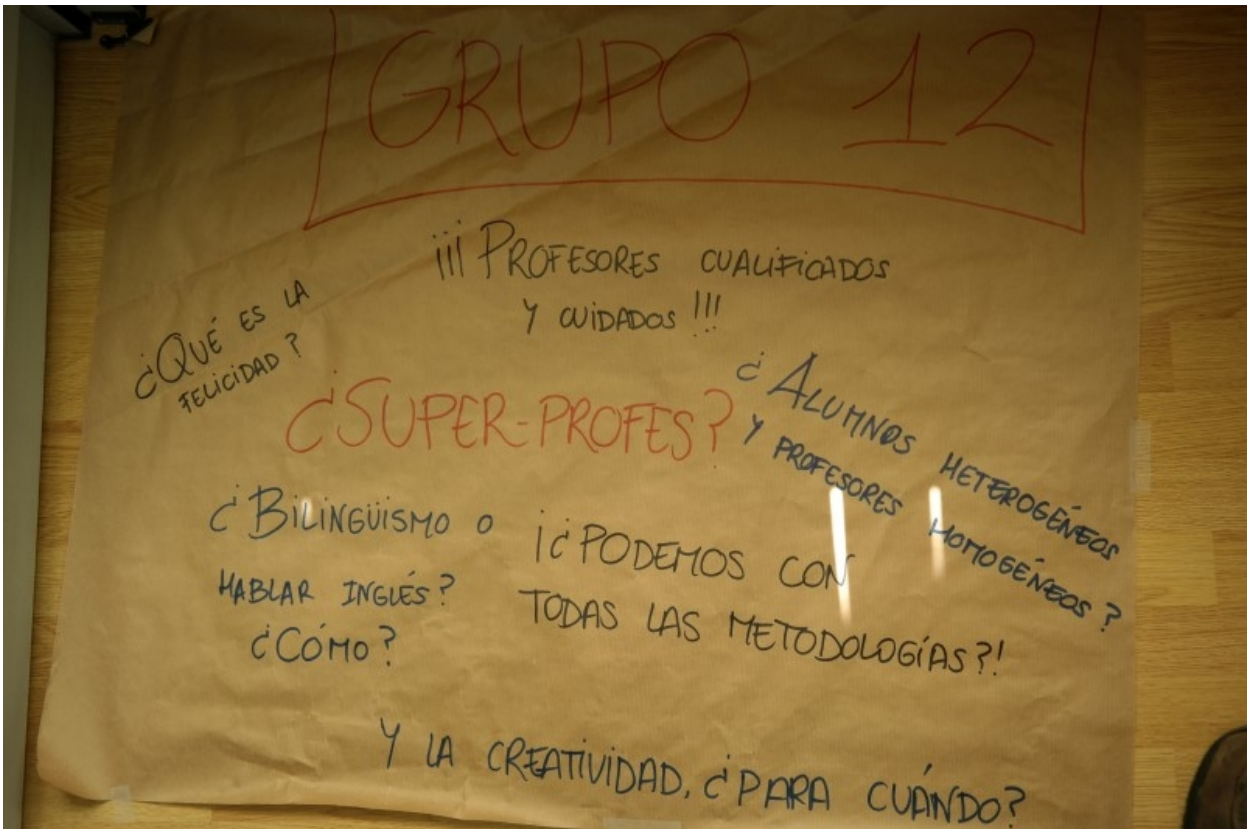 GRUPO 12
¡¡¡PROFESORES CUALIFICADOS
Y CUIDADOS!!!
¿QUÉ ES LA
FELICIDAD?
¿SUPER-PROFES?
¿ALUMNOS HETEROGÉNEOS
Y PROFESORES HOMOGÉNEOS?
¿BILINGÜISMO O
HABLAR INGLÉS?
¿CÓMO?
¡¿PODEMOS CON
TODAS LAS METODOLOGÍAS?!
Y LA CREATIVIDAD, ¿PARA CUÁNDO?